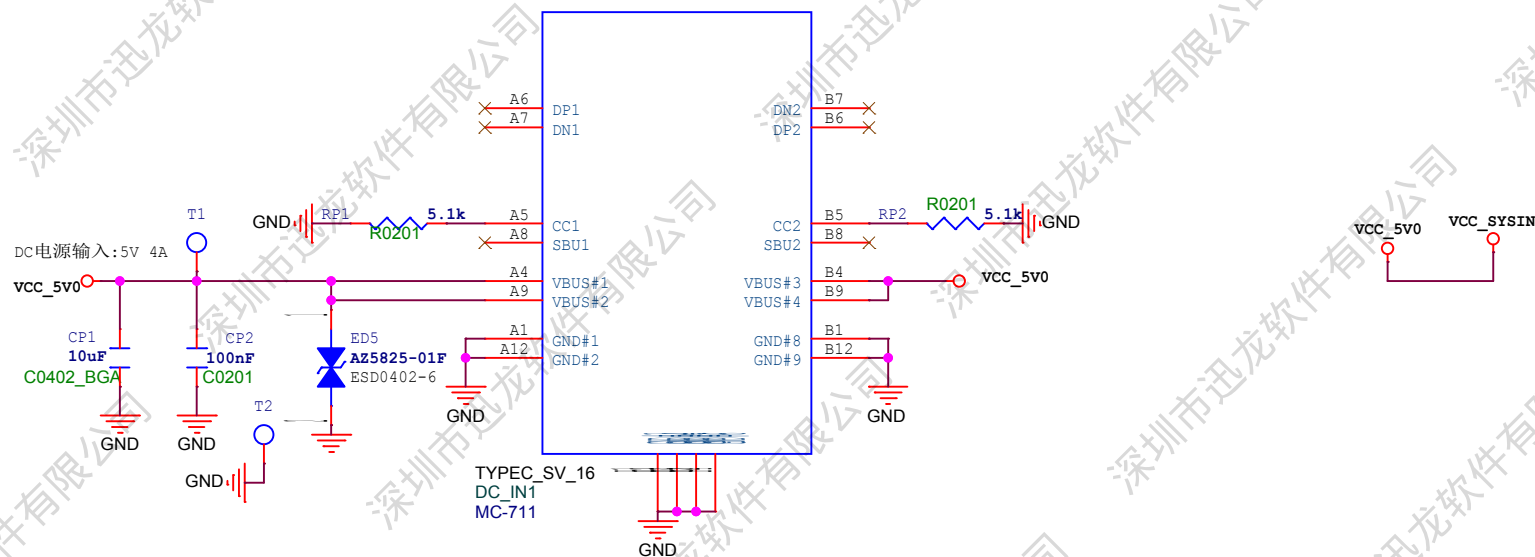 A6
DP1
A7
DN1
B7
DN2
B6
DP2
GND
RP1
5.1k
R0201
A5
CC1
A8
SBU1
B5
CC2
B8
SBU2
RP2
R0201
5.1k
GND
T1
DC电源输入:5V 4A
VCC_5V0
A4
VBUS#1
A9
VBUS#2
B4
VBUS#3
B9
VBUS#4
VCC_5V0
VCC_5V0
VCC_SYSIN
CP1
10uF
C0402_BGA
GND
CP2
100nF
C0201
GND
ED5
AZ5825-01F
ESD0402-6
A1
GND#1
A12
GND#2
GND
B1
GND#8
B12
GND#9
GND
T2
GND
TYPEC_SV_16
DC_IN1
MC-711
GND
深圳市迅龙软件有限公司